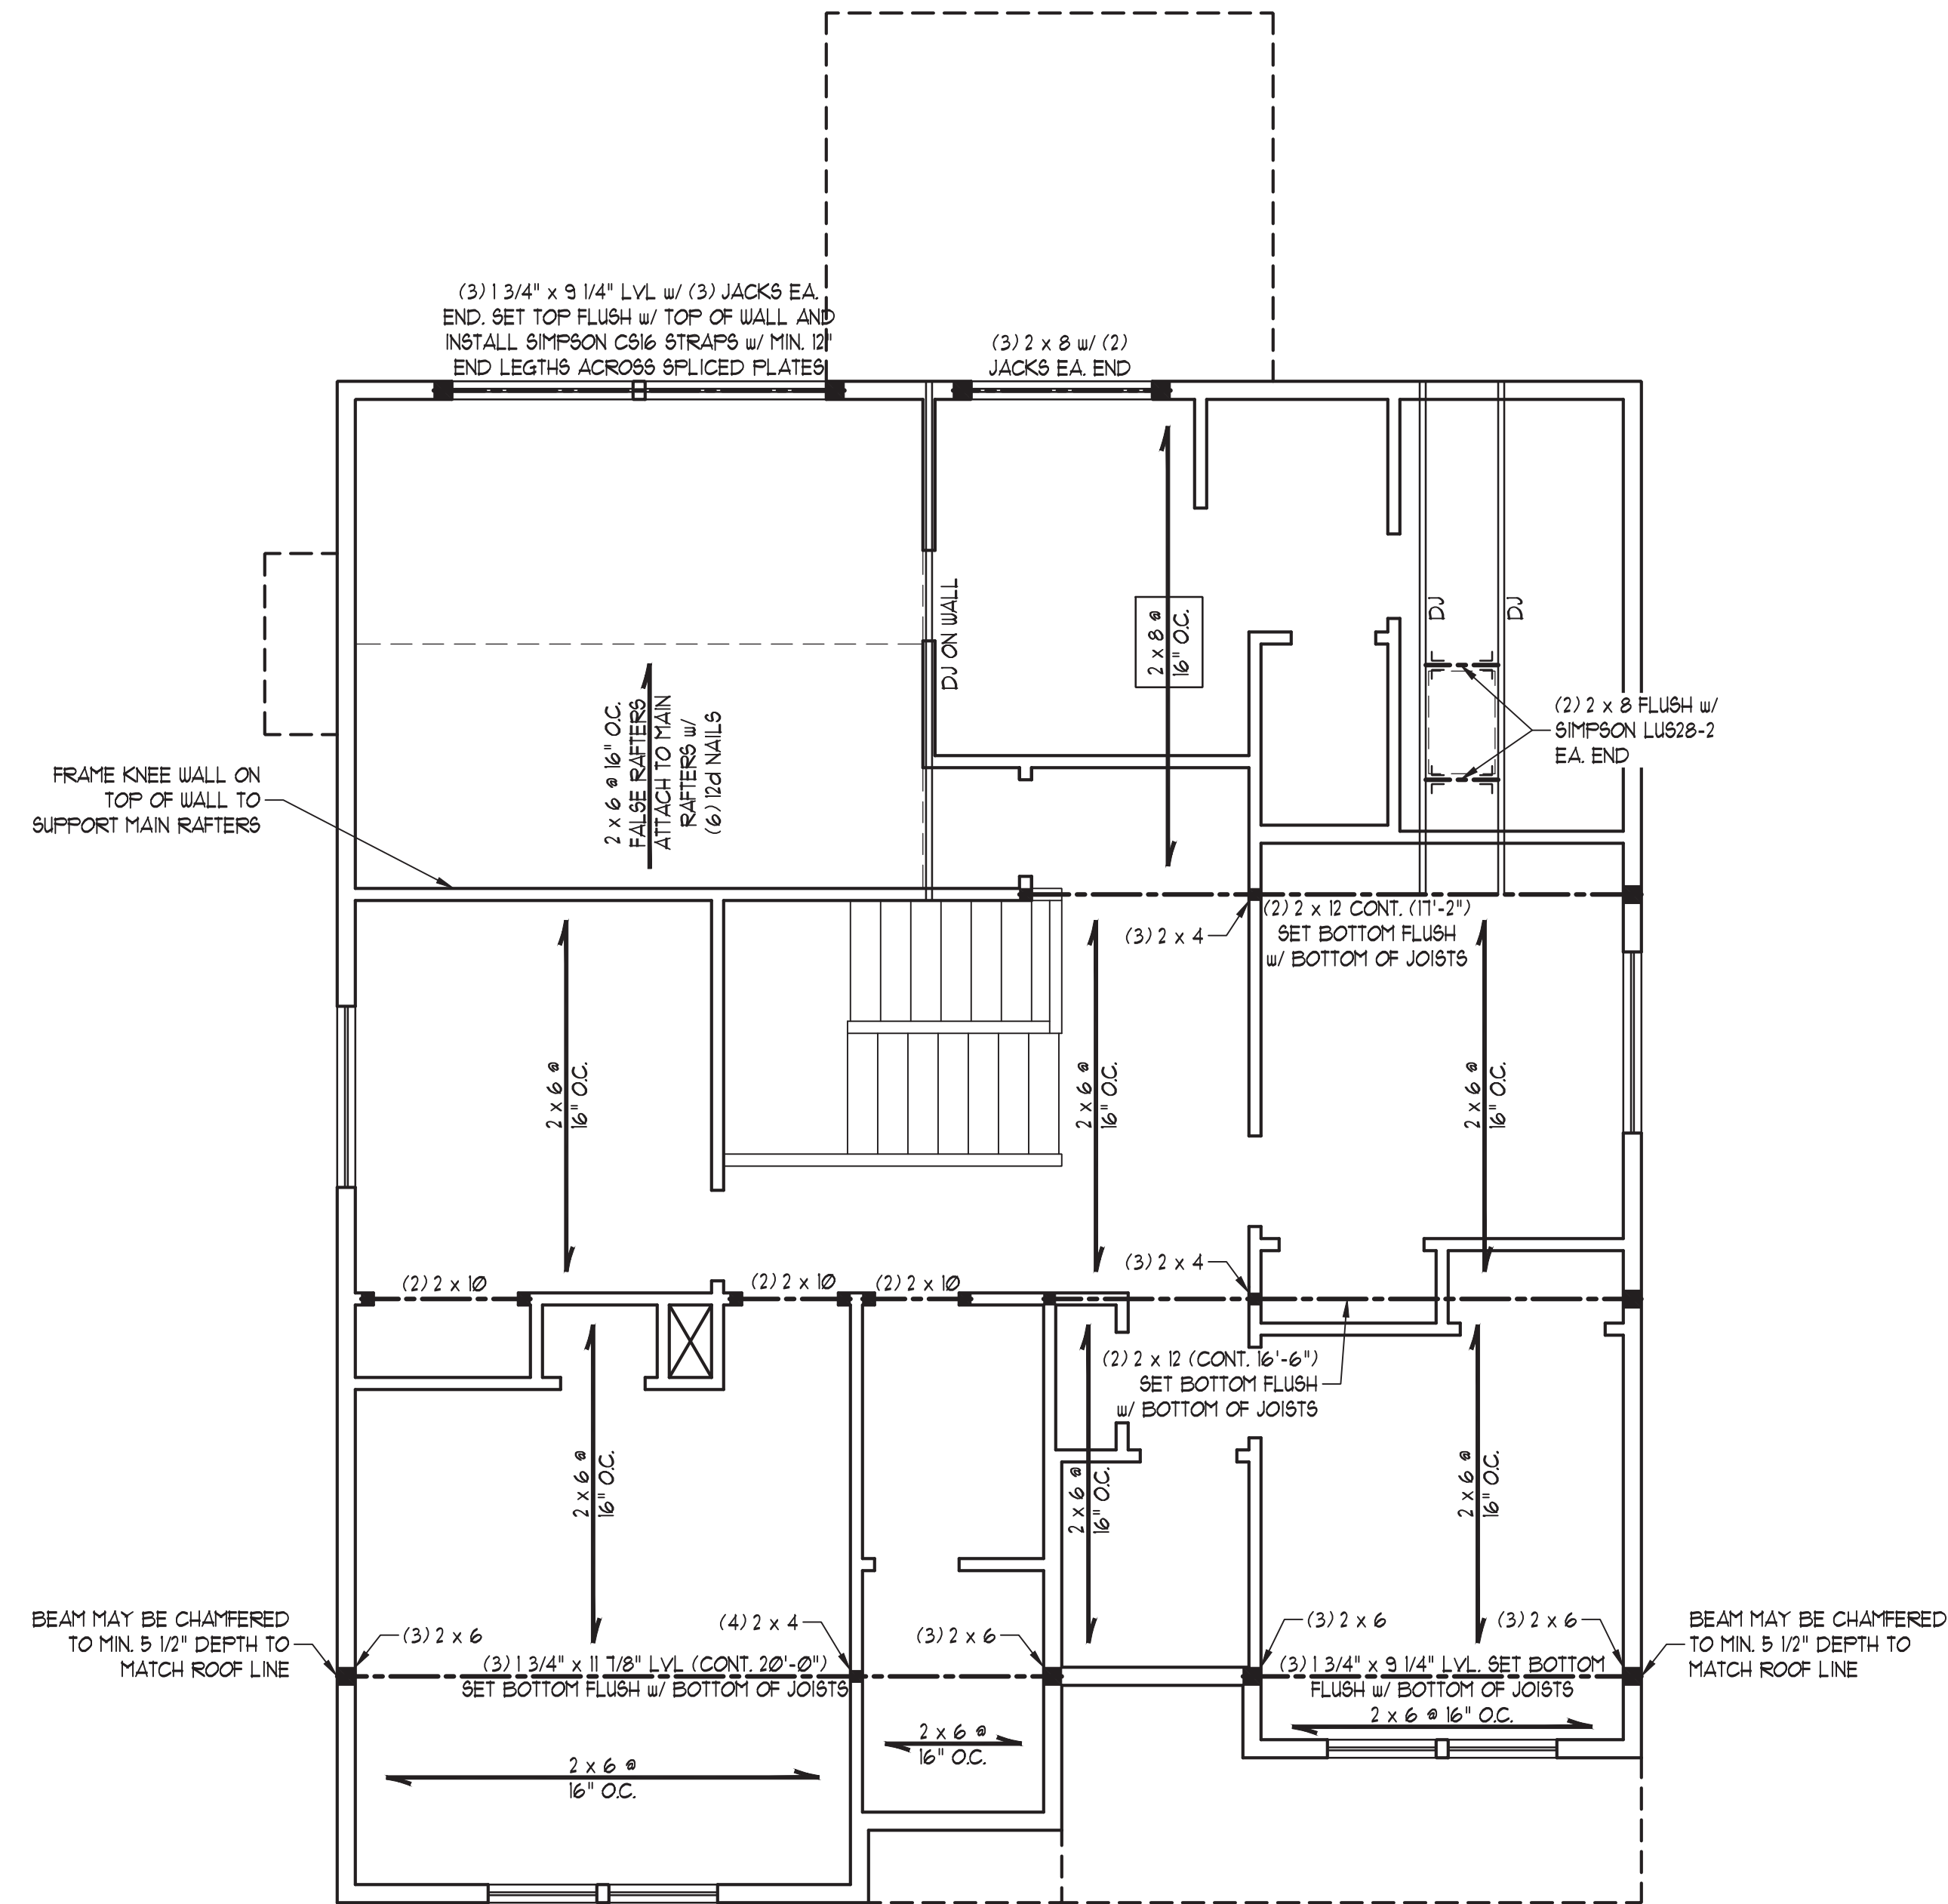 (3) 1 3/4" x 9 1/4" LVL w/ (3) JACKS EA.
END. SET TOP FLUSH w/ TOP OF WALL AND
INSTALL SIMPSON CS16 STRAPS w/ MIN. 12"
END LEGTHS ACROSS SPLICED PLATES
(3) 2 x 8 w/ (2)
JACKS EA. END
DJ ON WALL
2 x 8 @
16" O.C.
DJ
DJ
(2) 2 x 8 FLUSH w/
SIMPSON LUS28-2
EA. END
2 x 6 @ 16" O.C.
FALSE RAFTERS
ATTACH TO MAIN
RAFTERS w/
(6) 12d NAILS
FRAME KNEE WALL ON
TOP OF WALL TO
SUPPORT MAIN RAFTERS
(3) 2 x 4
(2) 2 x 12 CONT. (17'-2")
SET BOTTOM FLUSH
w/ BOTTOM OF JOISTS
2 x 6 @
16" O.C.
2 x 6 @
16" O.C.
2 x 6 @
16" O.C.
(3) 2 x 4
(2) 2 x 10
(2) 2 x 10
(2) 2 x 10
(2) 2 x 12 (CONT. 16'-6")
SET BOTTOM FLUSH
w/ BOTTOM OF JOISTS
2 x 6 @
16" O.C.
2 x 6 @
16" O.C.
2 x 6 @
16" O.C.
BEAM MAY BE CHAMFERED
TO MIN. 5 1/2" DEPTH TO
MATCH ROOF LINE
(3) 2 x 6
(4) 2 x 4
(3) 2 x 6
(3) 2 x 6
(3) 2 x 6
BEAM MAY BE CHAMFERED
TO MIN. 5 1/2" DEPTH TO
MATCH ROOF LINE
(3) 1 3/4" x 11 7/8" LVL (CONT. 20'-0")
SET BOTTOM FLUSH w/ BOTTOM OF JOISTS
(3) 1 3/4" x 9 1/4" LVL. SET BOTTOM
FLUSH w/ BOTTOM OF JOISTS
2 x 6 @ 16" O.C.
2 x 6 @
16" O.C.
2 x 6 @
16" O.C.